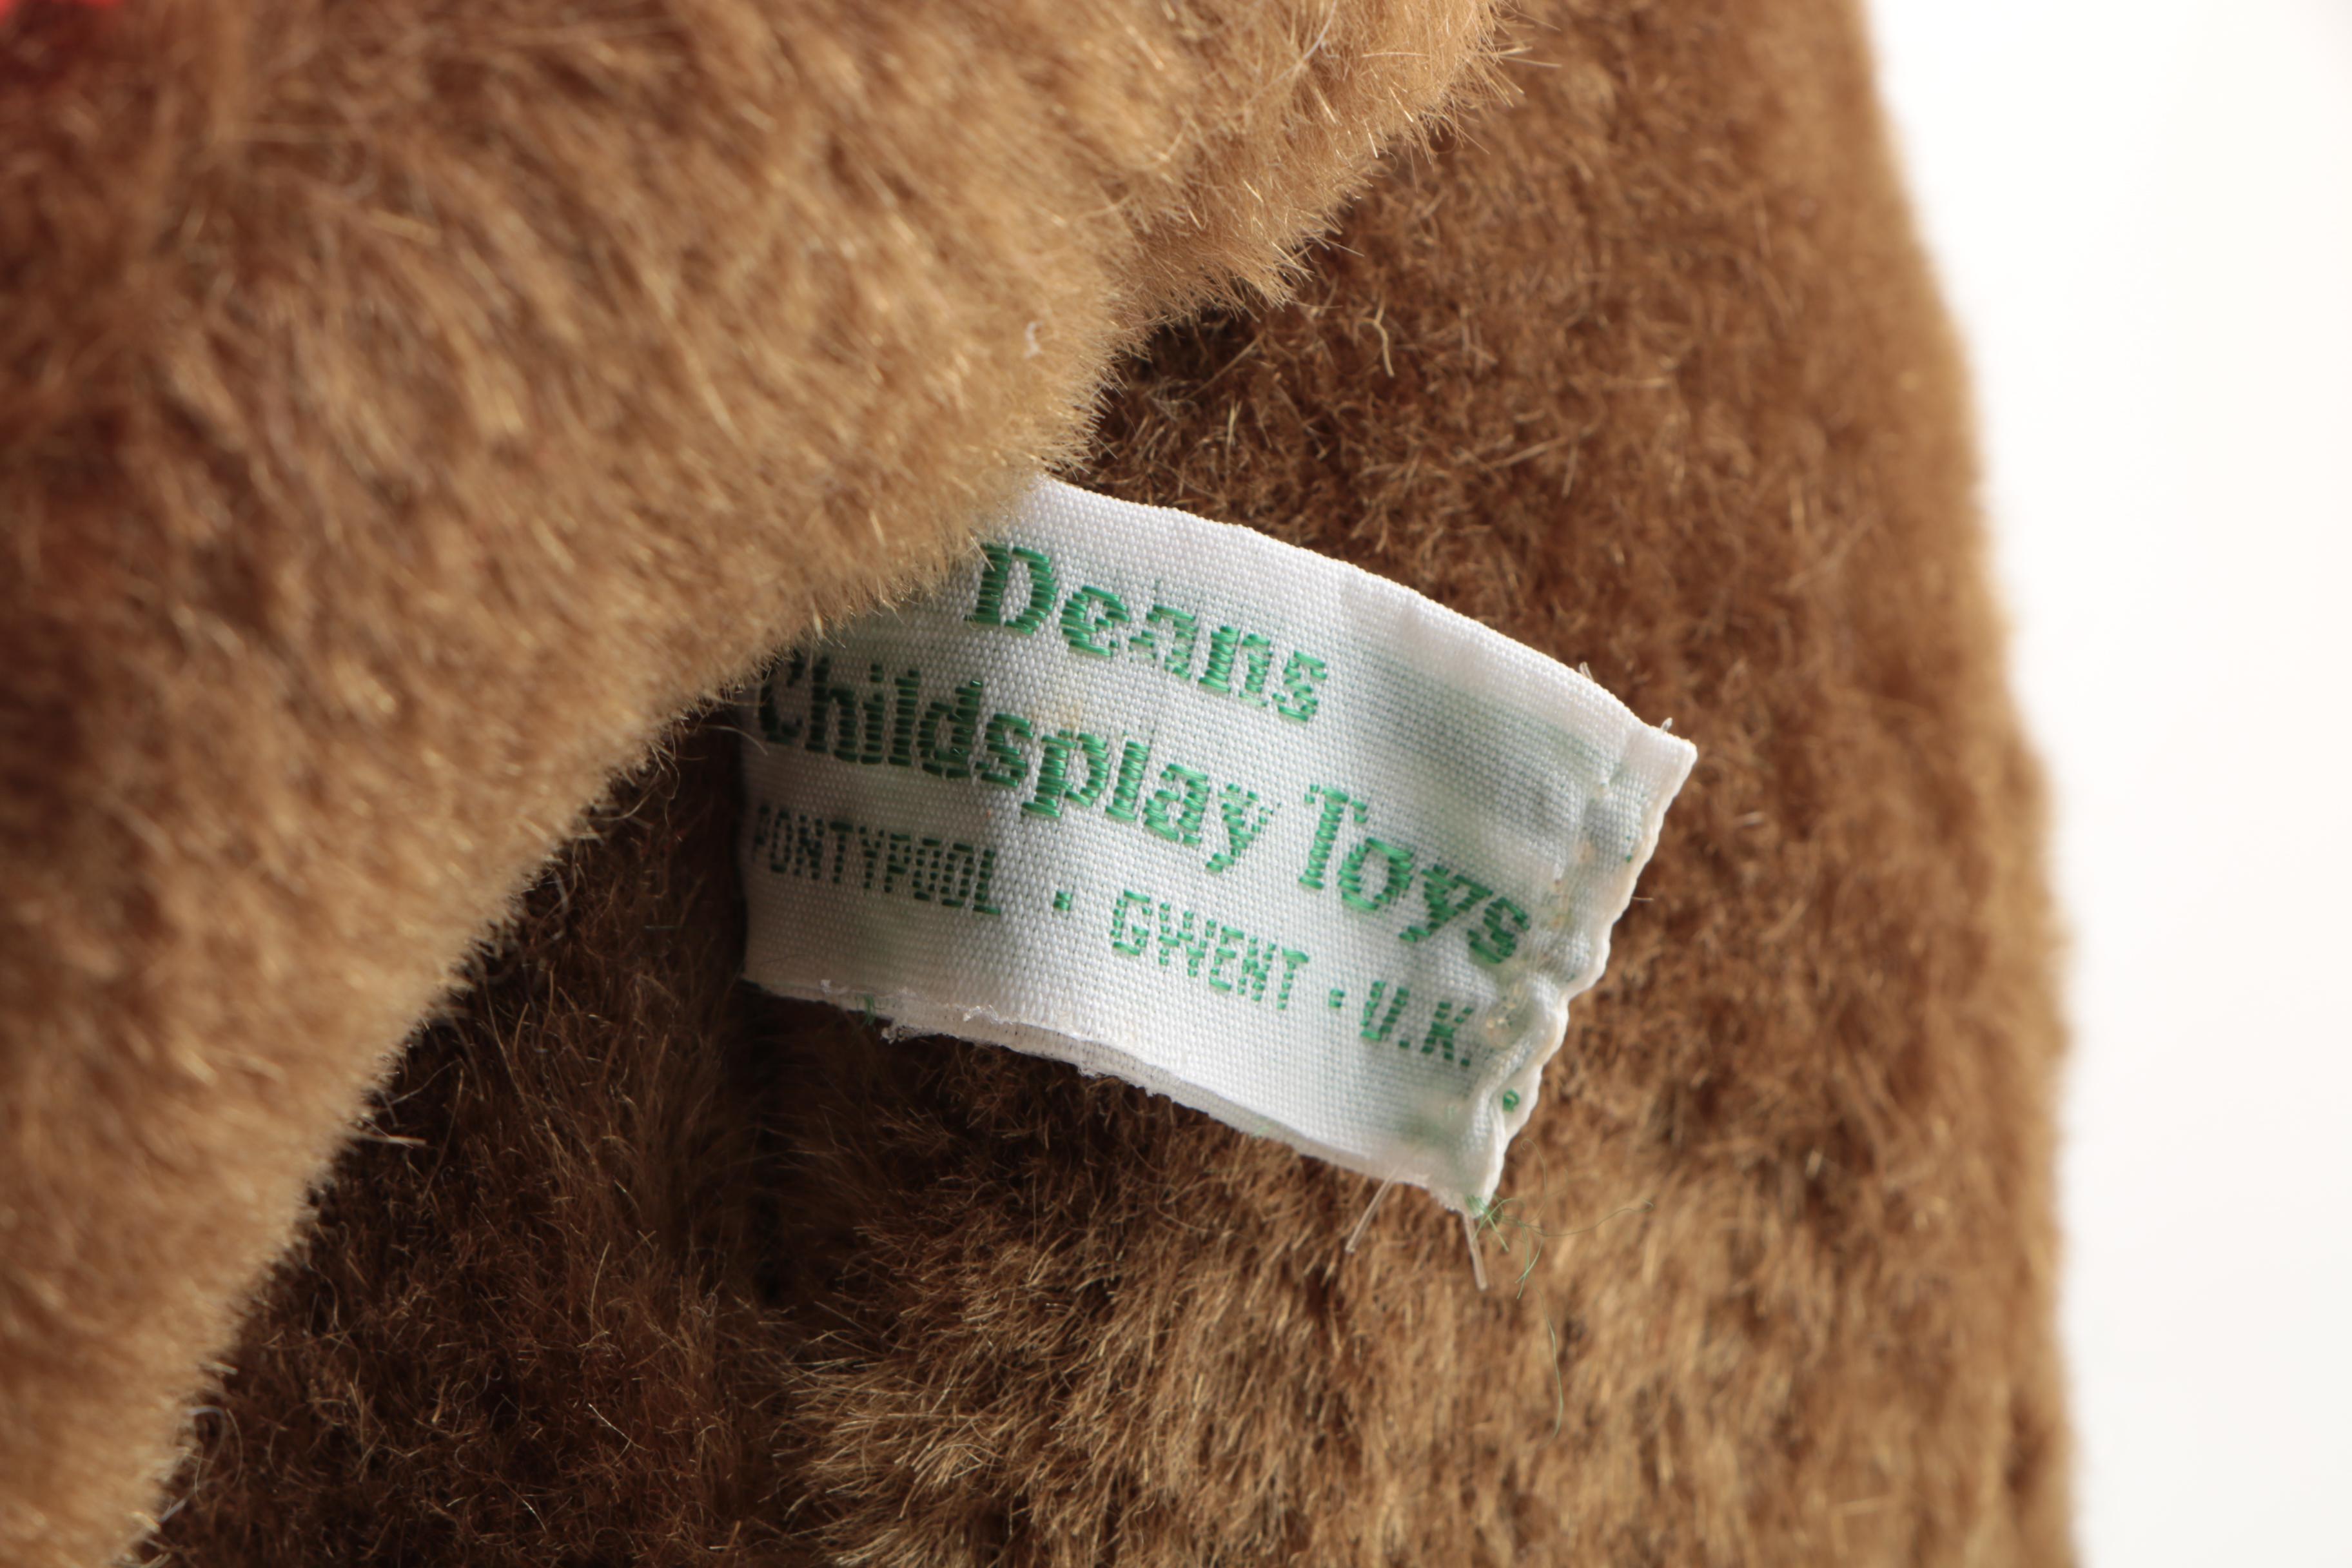 Deans
Childsplay Toys
PONTYPOOL · GWENT · U.K.